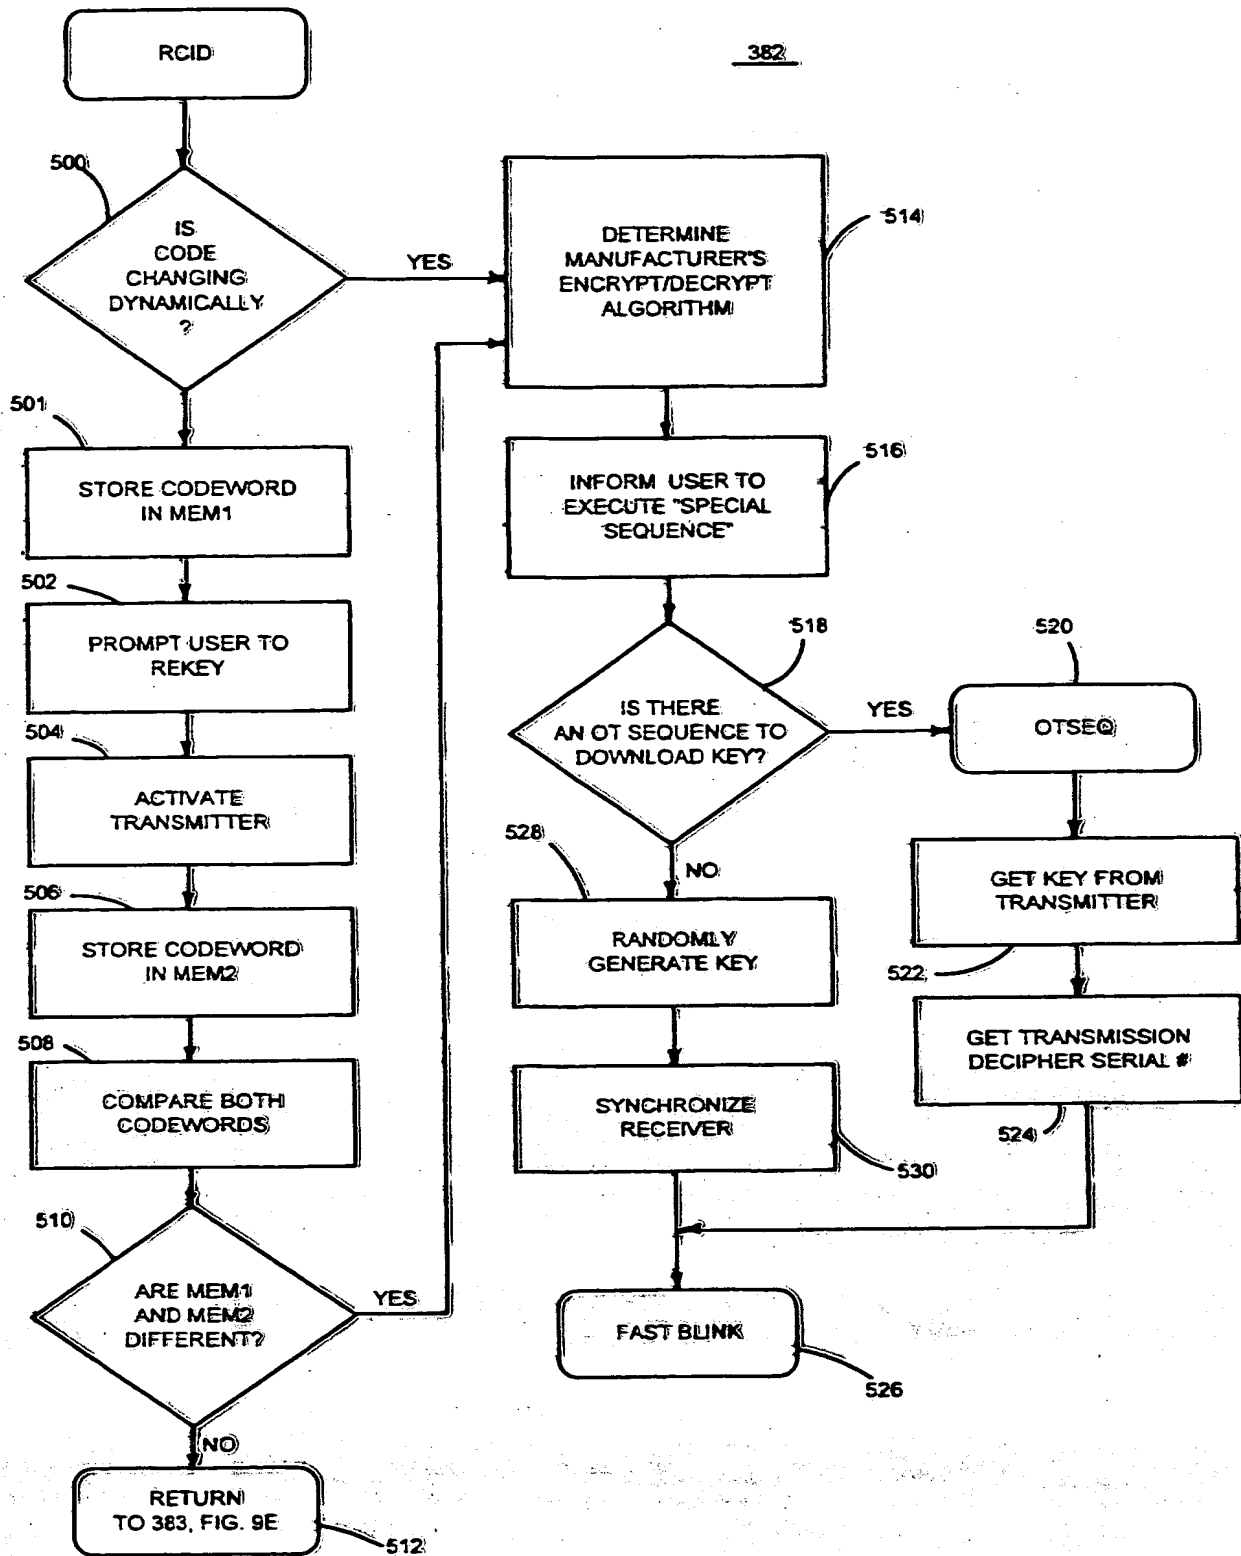 RCID
382
500
IS
CODE
CHANGING
DYNAMICALLY
?
YES
501
STORE CODEWORD
IN MEM1
502
PROMPT USER TO
REKEY
504
ACTIVATE
TRANSMITTER
506
STORE CODEWORD
IN MEM2
508
COMPARE BOTH
CODEWORDS
510
ARE MEM1
AND MEM2
DIFFERENT?
YES
NO
RETURN
TO 383, FIG. 9E
512
DETERMINE
MANUFACTURER'S
ENCRYPT/DECRYPT
ALGORITHM
514
INFORM USER TO
EXECUTE "SPECIAL
SEQUENCE"
516
518
IS THERE
AN OT SEQUENCE TO
DOWNLOAD KEY?
YES
NO
520
OTSEQ
GET KEY FROM
TRANSMITTER
522
GET TRANSMISSION
DECIPHER SERIAL #
524
528
RANDOMLY
GENERATE KEY
SYNCHRONIZE
RECEIVER
530
FAST BLINK
526